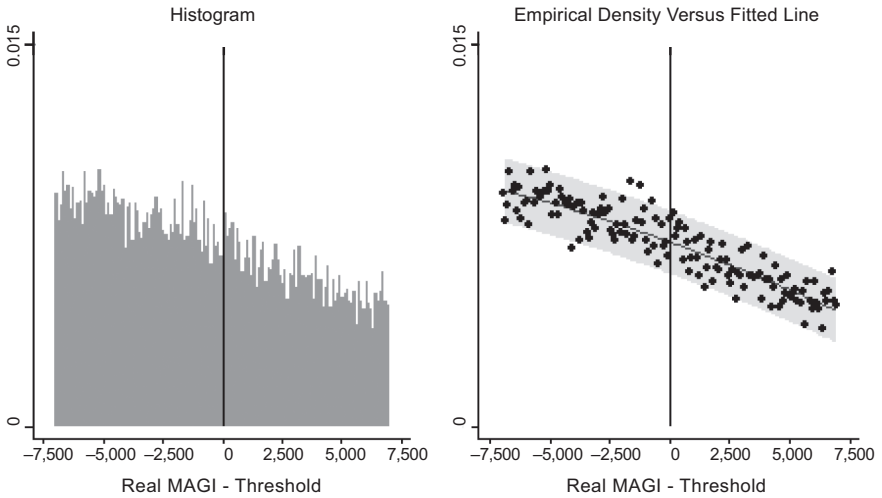 Histogram
0.015
0
–7,500 –5,000 –2,500 0 2,500 5,000 7,500
Real MAGI - Threshold
Empirical Density Versus Fitted Line
0.015
0
–7,500 –5,000 –2,500 0 2,500 5,000 7,500
Real MAGI - Threshold